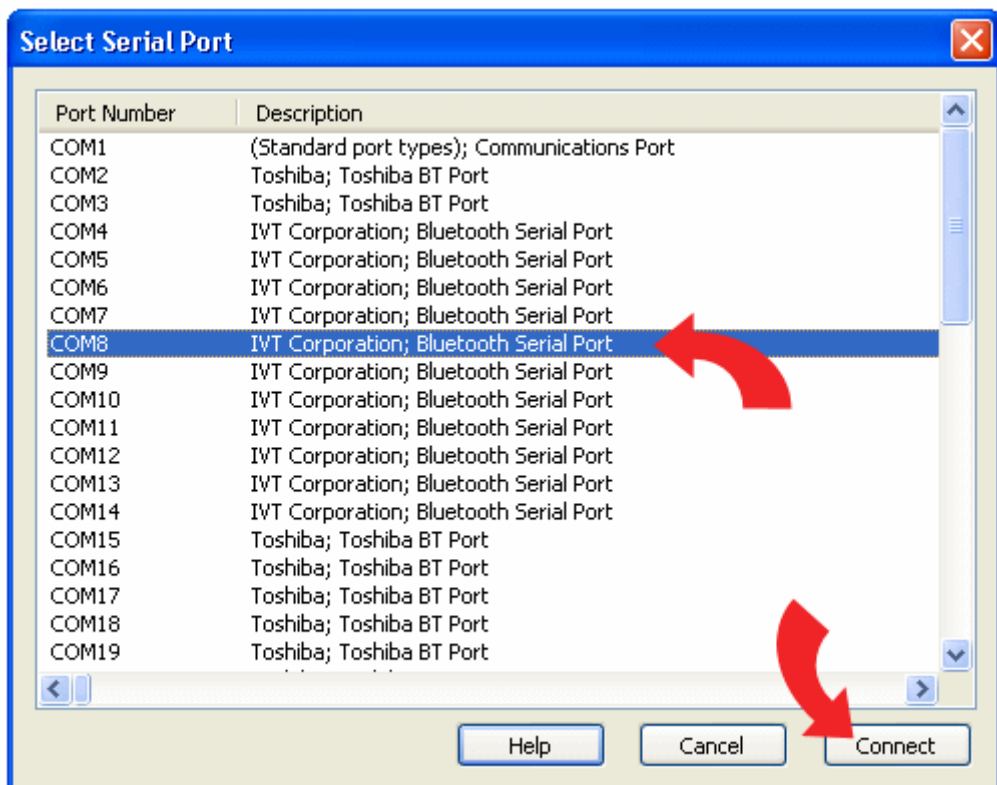 Select Serial Port
Port Number Description
COM1 (Standard port types); Communications Port
COM2 Toshiba; Toshiba BT Port
COM3 Toshiba; Toshiba BT Port
COM4 IVT Corporation; Bluetooth Serial Port
COM5 IVT Corporation; Bluetooth Serial Port
COM6 IVT Corporation; Bluetooth Serial Port
COM7 IVT Corporation; Bluetooth Serial Port
COM8 IVT Corporation; Bluetooth Serial Port
COM9 IVT Corporation; Bluetooth Serial Port
COM10 IVT Corporation; Bluetooth Serial Port
COM11 IVT Corporation; Bluetooth Serial Port
COM12 IVT Corporation; Bluetooth Serial Port
COM13 IVT Corporation; Bluetooth Serial Port
COM14 IVT Corporation; Bluetooth Serial Port
COM15 Toshiba; Toshiba BT Port
COM16 Toshiba; Toshiba BT Port
COM17 Toshiba; Toshiba BT Port
COM18 Toshiba; Toshiba BT Port
COM19 Toshiba; Toshiba BT Port
Help Cancel Connect